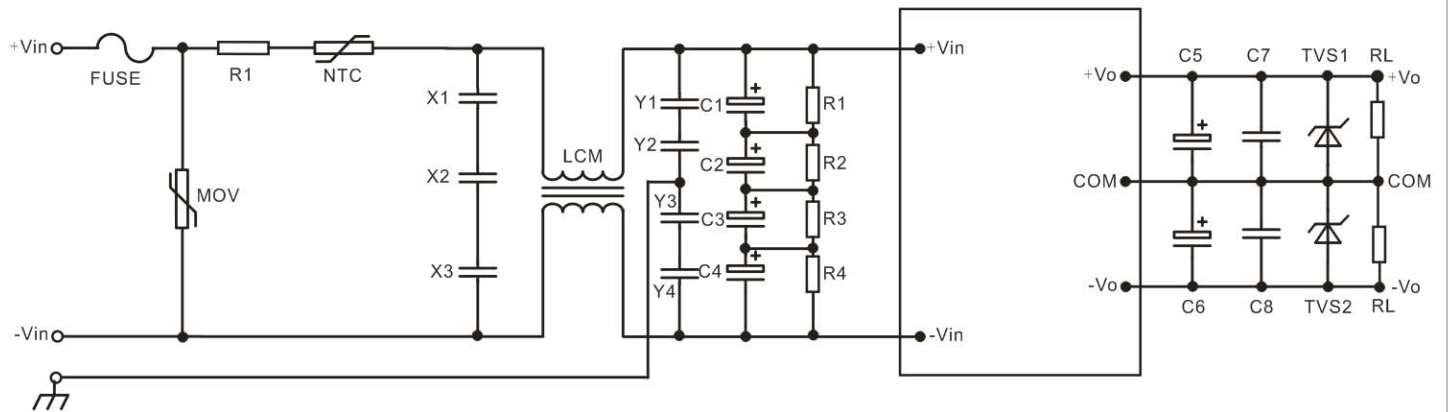 +Vin
FUSE
R1
NTC
MOV
X1
X2
X3
LCM
Y1
Y2
Y3
Y4
C1
+
C2
+
C3
+
C4
+
R1
R2
R3
R4
-Vin
+Vin
-Vin
+Vo
COM
-Vo
C5
C7
TVS1
RL
+Vo
+
COM
+
-Vo
C6
C8
TVS2
RL